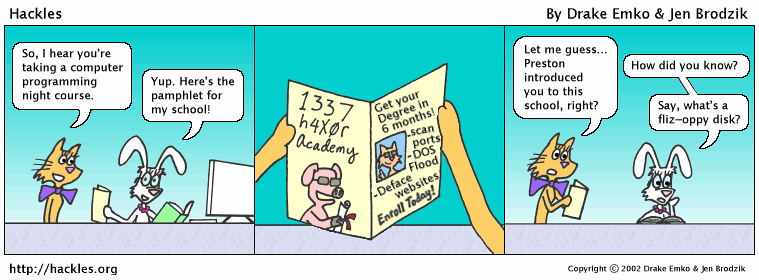 Hackles
By Drake Emko & Jen Brodzik
So, I hear you're
taking a computer
programming
night course.
Yup. Here's the
pamphlet for
my school!
1337
h4X0r
Academy
Get your
Degree in
6 months!
-scan
ports
-DOS
Flood
-Deface
websites
Enroll Today!
Let me guess...
Preston
introduced
you to this
school, right?
How did you know?
Say, what's a
fliz-oppy disk?
http://hackles.org
Copyright © 2002 Drake Emko & Jen Brodzik